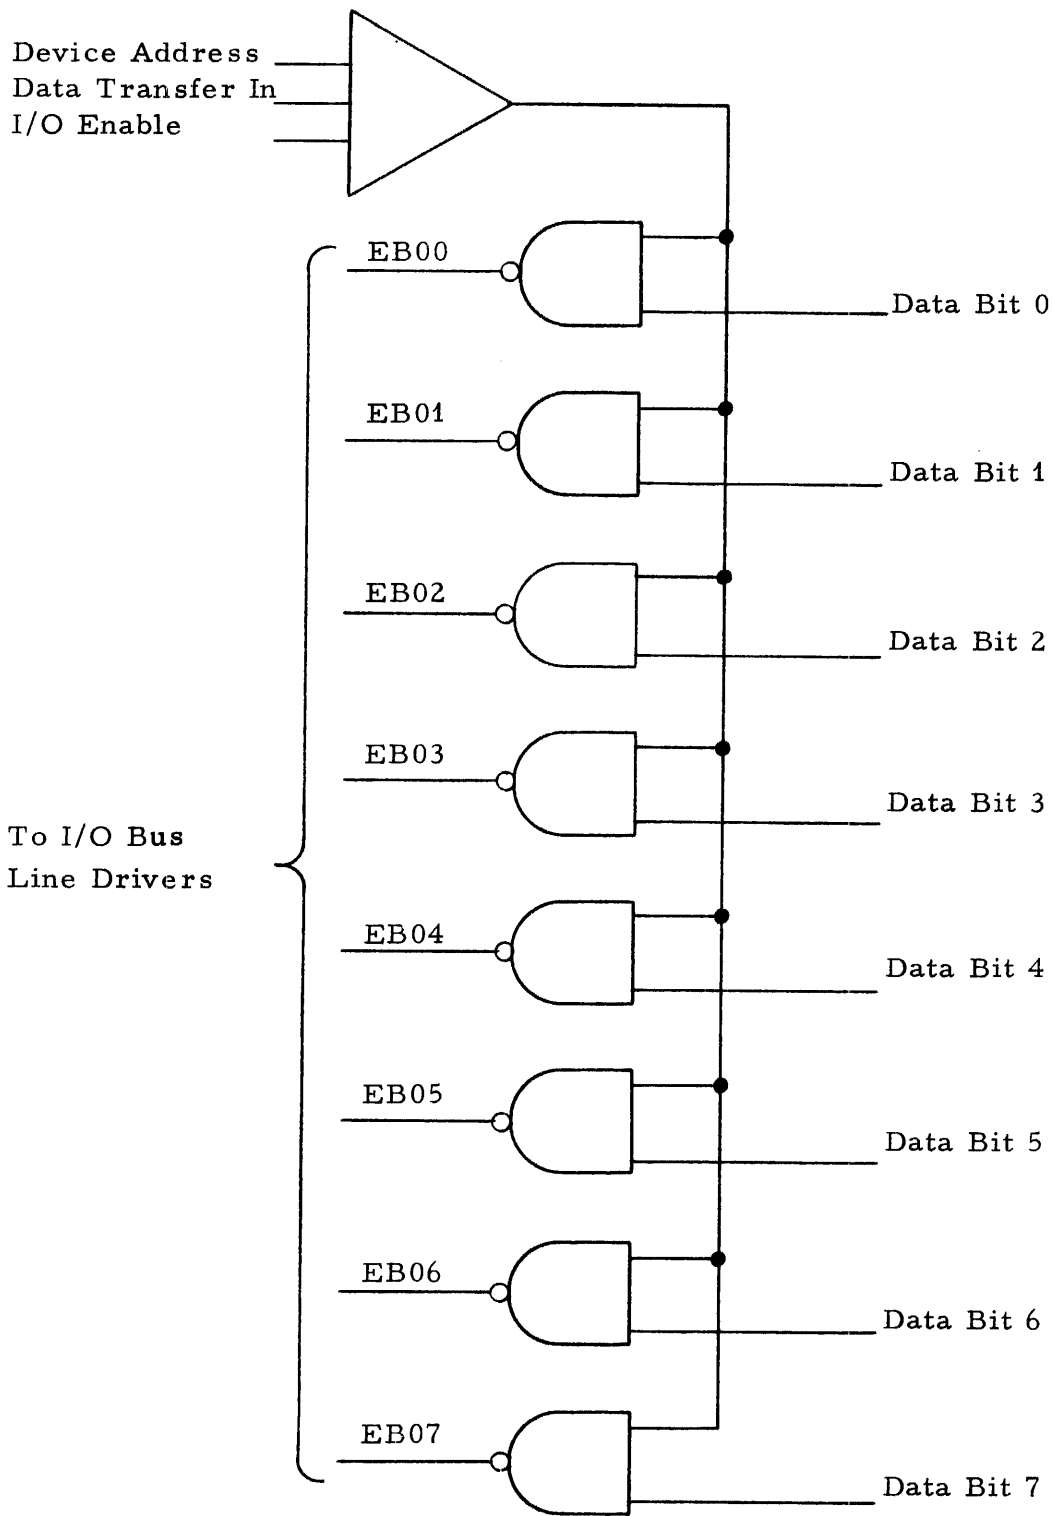 Device Address
Data Transfer In
I/O Enable
EB00
Data Bit 0
EB01
Data Bit 1
EB02
Data Bit 2
EB03
Data Bit 3
To I/O Bus
Line Drivers
EB04
Data Bit 4
EB05
Data Bit 5
EB06
Data Bit 6
EB07
Data Bit 7